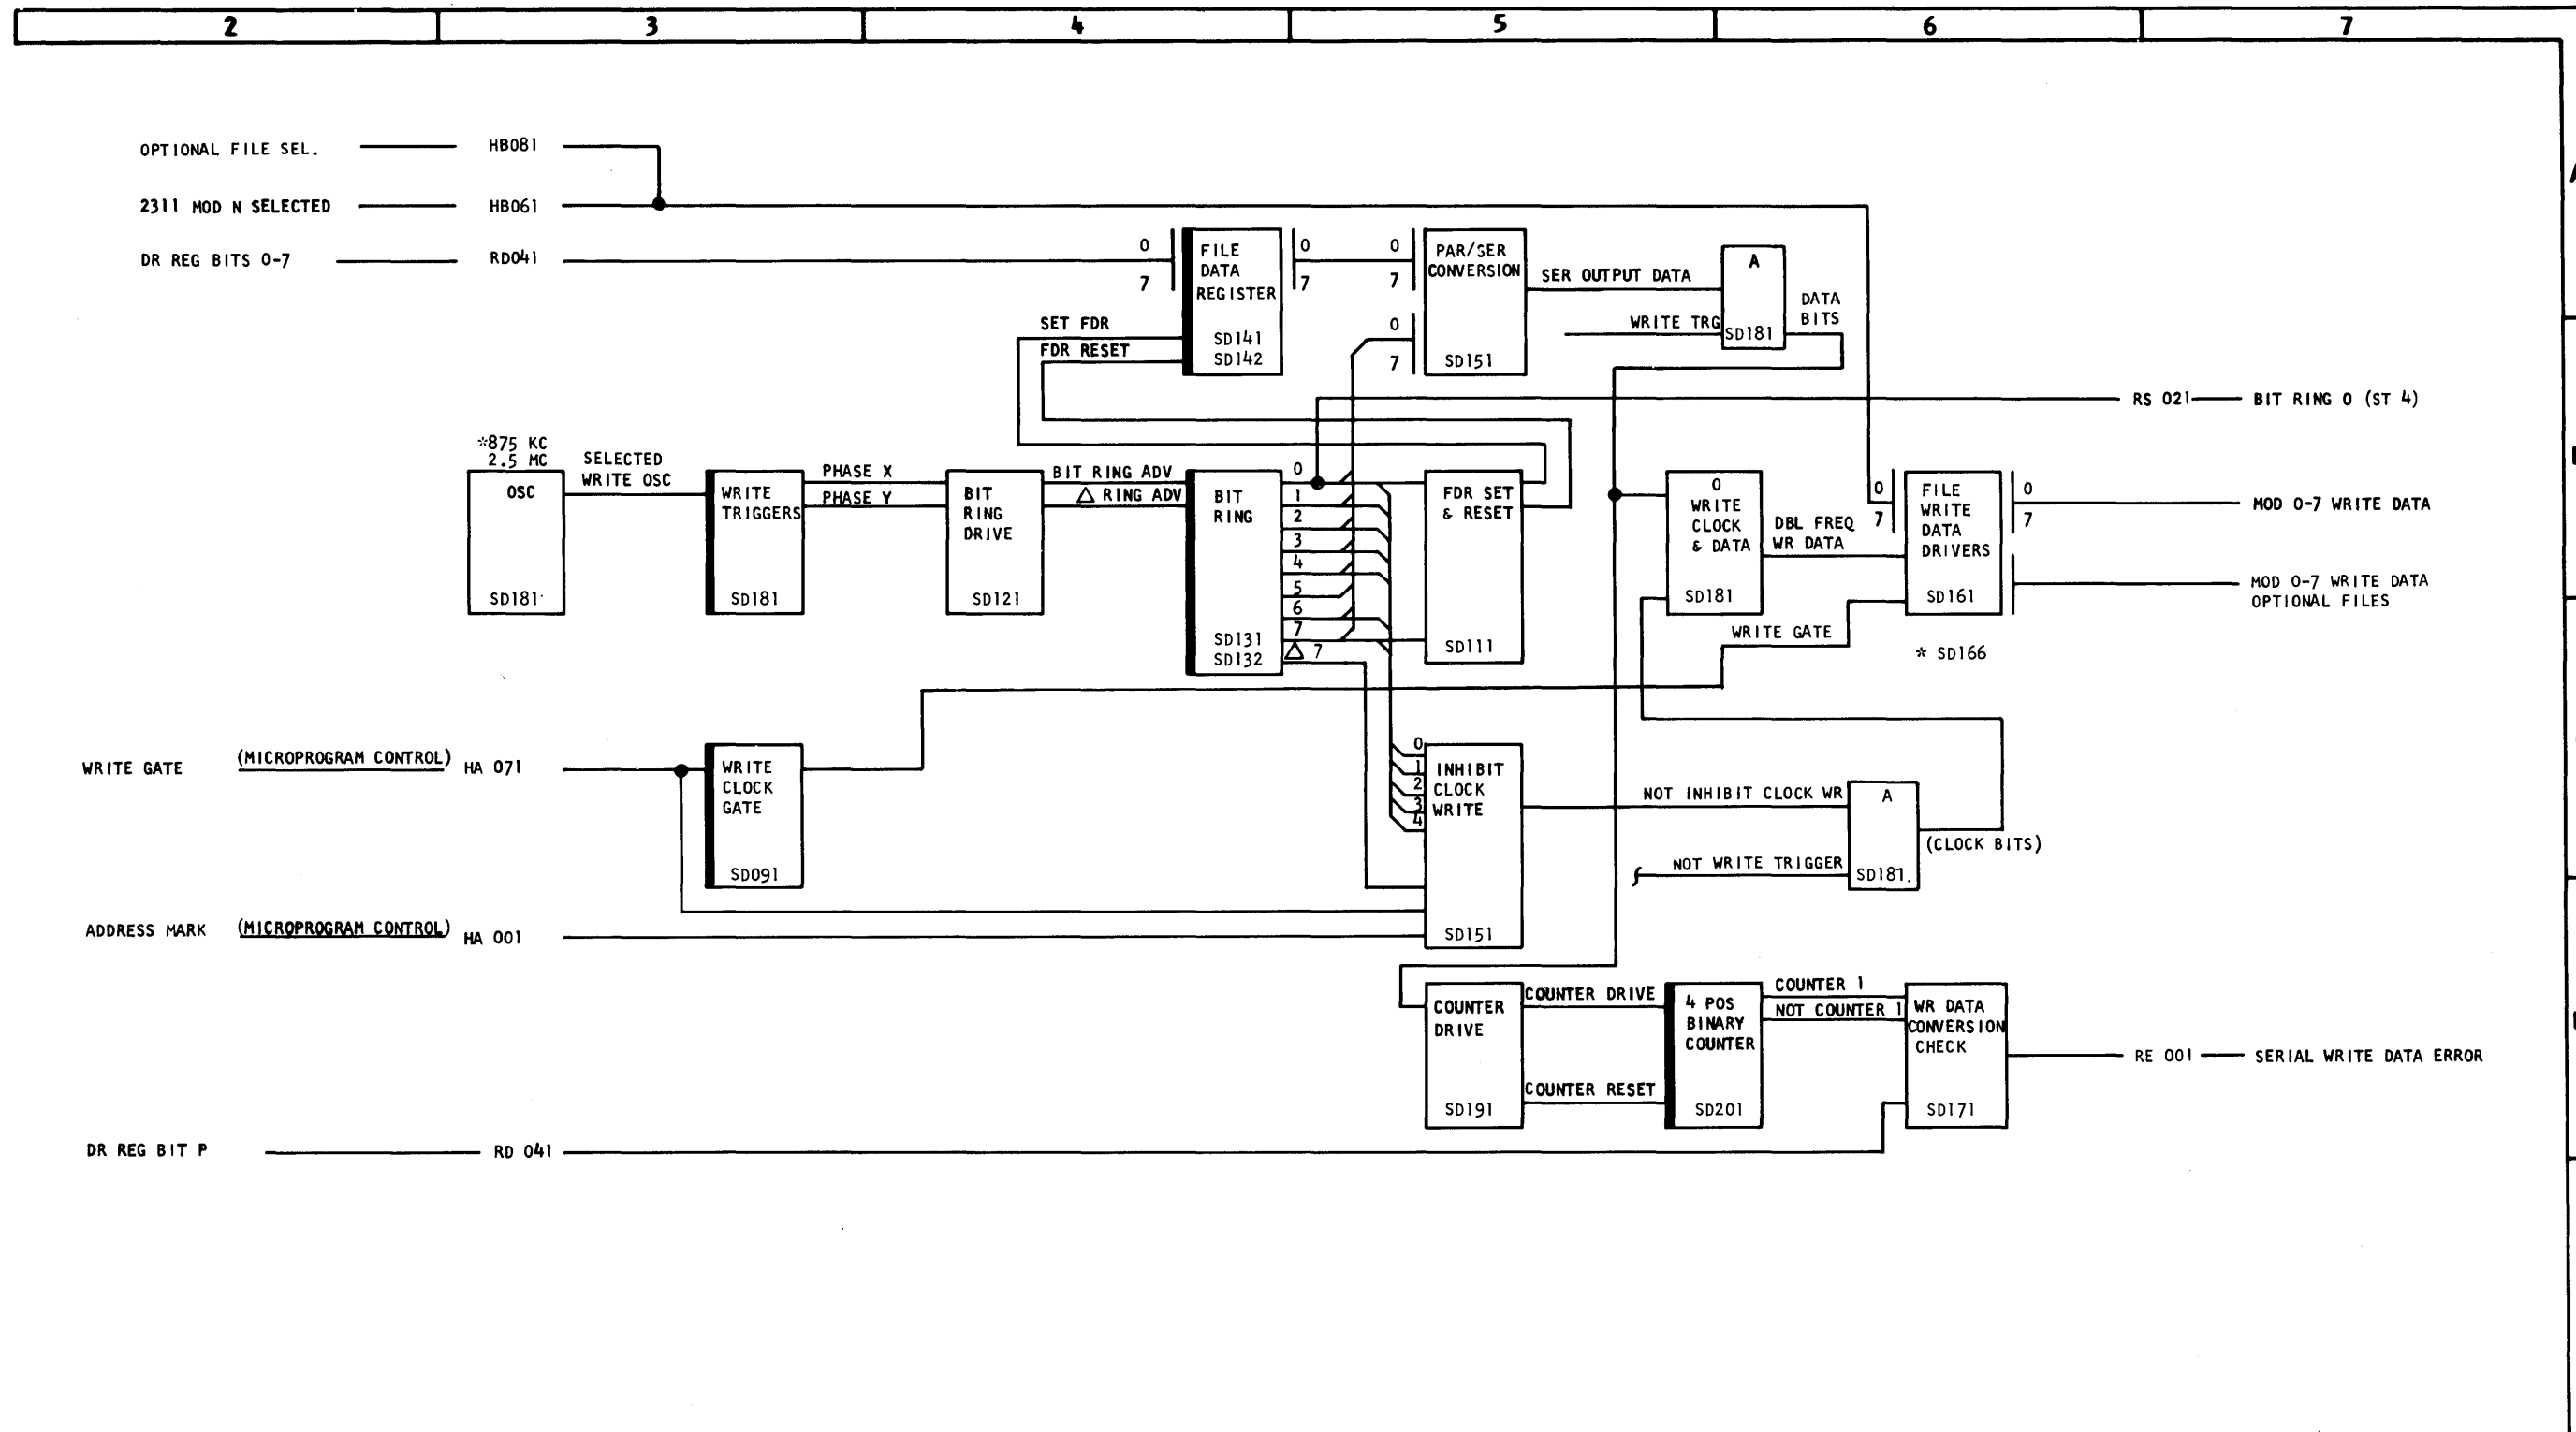 2 3 4 5 6 7
OPTIONAL FILE SEL. HB081
2311 MOD N SELECTED HB061
DR REG BITS 0-7 RD041
0
7
FILE
DATA
REGISTER
SD141
SD142
0
7
0
7
0
7
PAR/SER
CONVERSION
SD151
SER OUTPUT DATA
WRITE TRG
A
SD181
DATA
BITS
SET FDR
FDR RESET
RS 021 BIT RING 0 (ST 4)
*875 KC
2.5 MC
OSC
SD181
SELECTED
WRITE OSC
WRITE
TRIGGERS
SD181
PHASE X
PHASE Y
BIT
RING
DRIVE
SD121
BIT RING ADV
△ RING ADV
BIT
RING
SD131
SD132
0
1
2
3
4
5
6
7
△ 7
FDR SET
& RESET
SD111
O
WRITE
CLOCK
& DATA
SD181
DBL FREQ
WR DATA
0
7
FILE
WRITE
DATA
DRIVERS
SD161
* SD166
0
7
MOD 0-7 WRITE DATA
MOD 0-7 WRITE DATA
OPTIONAL FILES
WRITE GATE
WRITE GATE (MICROPROGRAM CONTROL) HA 071
WRITE
CLOCK
GATE
SD091
0
1
2
3
4
INHIBIT
CLOCK
WRITE
SD151
NOT INHIBIT CLOCK WR
NOT WRITE TRIGGER
A
SD181.
(CLOCK BITS)
ADDRESS MARK (MICROPROGRAM CONTROL) HA 001
COUNTER
DRIVE
SD191
COUNTER DRIVE
COUNTER RESET
4 POS
BINARY
COUNTER
SD201
COUNTER 1
NOT COUNTER 1
WR DATA
CONVERSION
CHECK
SD171
RE 001 SERIAL WRITE DATA ERROR
DR REG BIT P RD 041